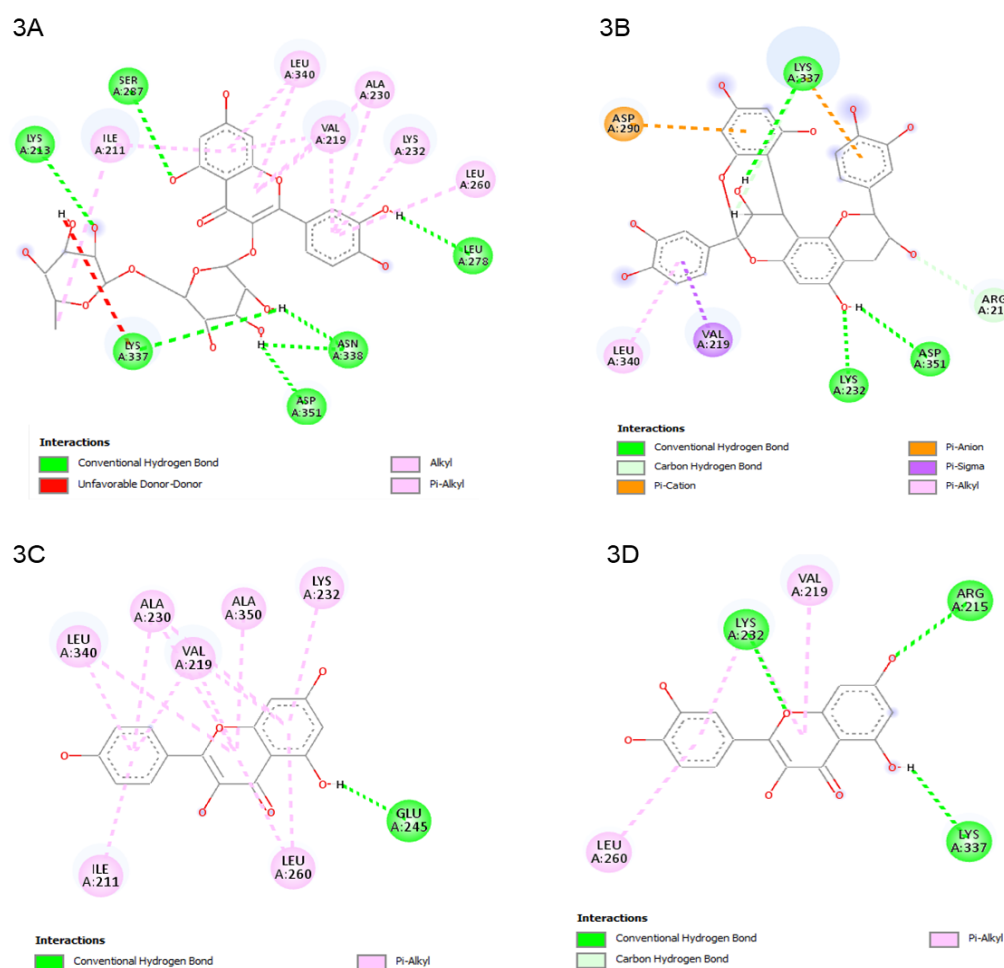 3A
SER
A:287
LEU
A:340
ALA
A:230
LYS
A:213
ILE
A:211
VAL
A:219
LYS
A:232
LEU
A:260
H
H
LEU
A:278
H
H
LYS
A:337
ASN
A:338
ASP
A:351
Interactions
Conventional Hydrogen Bond
Unfavorable Donor-Donor
Alkyl
Pi-Alkyl
3B
LYS
A:337
ASP
A:290
H
H
ARG
A:21
H
VAL
A:219
LEU
A:340
ASP
A:351
LYS
A:232
Interactions
Conventional Hydrogen Bond
Carbon Hydrogen Bond
Pi-Cation
Pi-Anion
Pi-Sigma
Pi-Alkyl
3C
LYS
A:232
ALA
A:230
ALA
A:350
LEU
A:340
VAL
A:219
H
GLU
A:245
ILE
A:211
LEU
A:260
Interactions
Conventional Hydrogen Bond
Pi-Alkyl
3D
VAL
A:219
ARG
A:215
LYS
A:232
H
LEU
A:260
LYS
A:337
Interactions
Conventional Hydrogen Bond
Carbon Hydrogen Bond
Pi-Alkyl